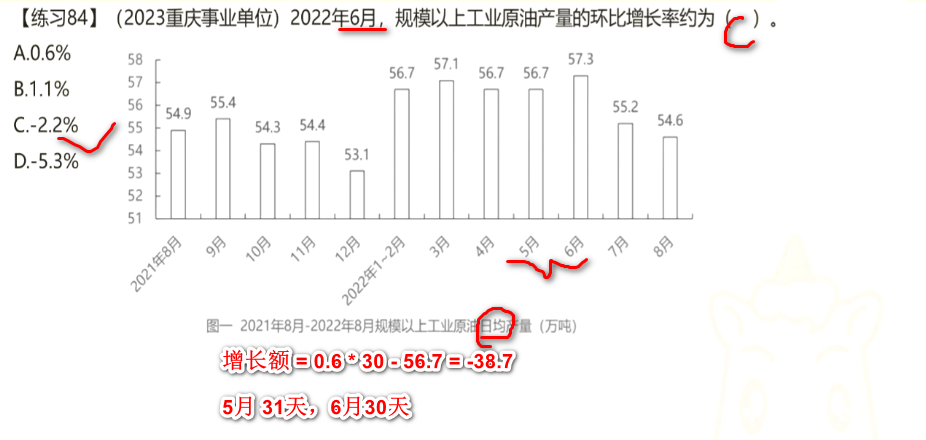 【练习84】（2023重庆事业单位）2022年6月，规模以上工业原油产量的环比增长率约为（C）。
A.0.6%
B.1.1%
C.-2.2%
D.-5.3%
58
57
56
55
54
53
52
51
54.9
55.4
54.3
54.4
53.1
56.7
57.1
56.7
56.7
57.3
55.2
54.6
2021年8月
9月
10月
11月
12月
2022年1~2月
3月
4月
5月
6月
7月
8月
图一 2021年8月-2022年8月规模以上工业原油日均产量（万吨）
增长额 = 0.6 * 30 - 56.7 = -38.7
5月 31天，6月30天